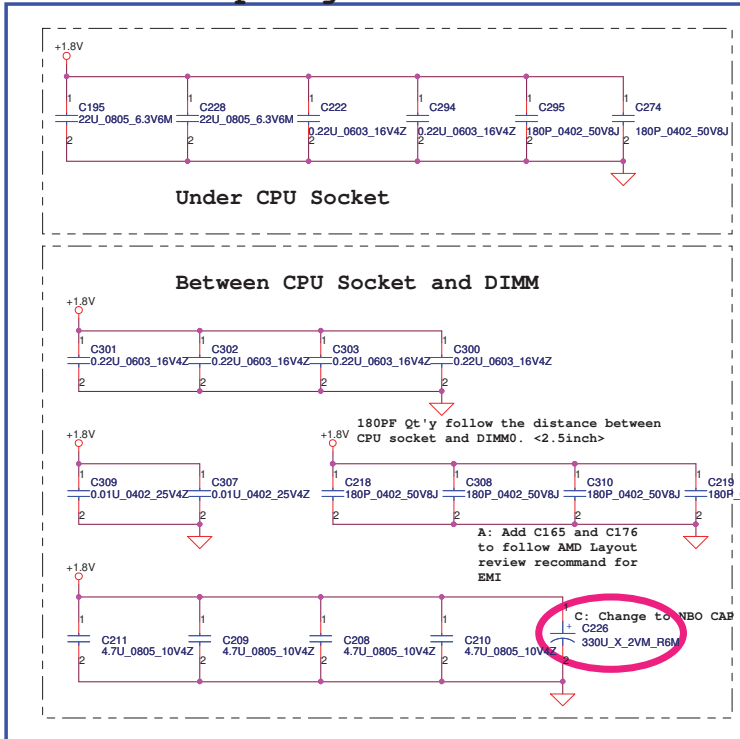 +1.8V
1 1 1 1 1 1
C195 C228 C222 C294 C295 C274
22U_0805_6.3V6M 22U_0805_6.3V6M 0.22U_0603_16V4Z 0.22U_0603_16V4Z 180P_0402_50V8J 180P_0402_50V8J
2 2 2 2 2 2
Under CPU Socket
Between CPU Socket and DIMM
+1.8V
1 1 1 1
C301 C302 C303 C300
0.22U_0603_16V4Z 0.22U_0603_16V4Z 0.22U_0603_16V4Z 0.22U_0603_16V4Z
2 2 2 2
180PF Qt'y follow the distance between
CPU socket and DIMM0. <2.5inch>
+1.8V +1.8V
1 1 1 1 1 1
C309 C307 C218 C308 C310 C219
0.01U_0402_25V4Z 0.01U_0402_25V4Z 180P_0402_50V8J 180P_0402_50V8J 180P_0402_50V8J 180P
2 2 2 2 2 2
A: Add C165 and C176
to follow AMD Layout
review recommand for
EMI
+1.8V
1 1 1 1 1
C: Change to NBO CAP
+
C211 C209 C208 C210 C226
4.7U_0805_10V4Z 4.7U_0805_10V4Z 4.7U_0805_10V4Z 4.7U_0805_10V4Z 330U_X_2VM_R6M
2 2 2 2 2